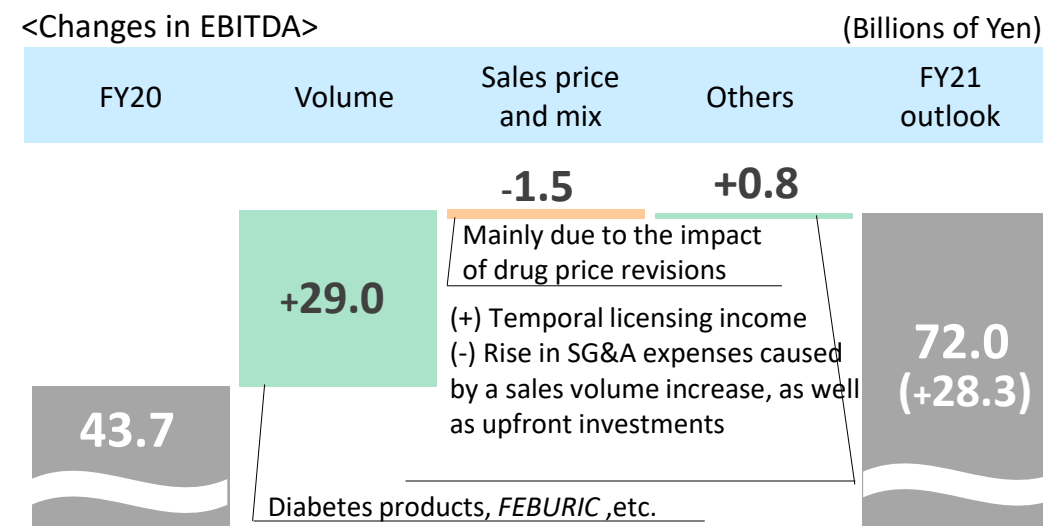 <Changes in EBITDA>
(Billions of Yen)
FY20
Volume
Sales price
and mix
Others
FY21
outlook
-1.5
+0.8
Mainly due to the impact
of drug price revisions
+29.0
(+) Temporal licensing income
(-) Rise in SG&A expenses caused
by a sales volume increase, as well
as upfront investments
72.0
(+28.3)
43.7
Diabetes products, FEBURIC ,etc.